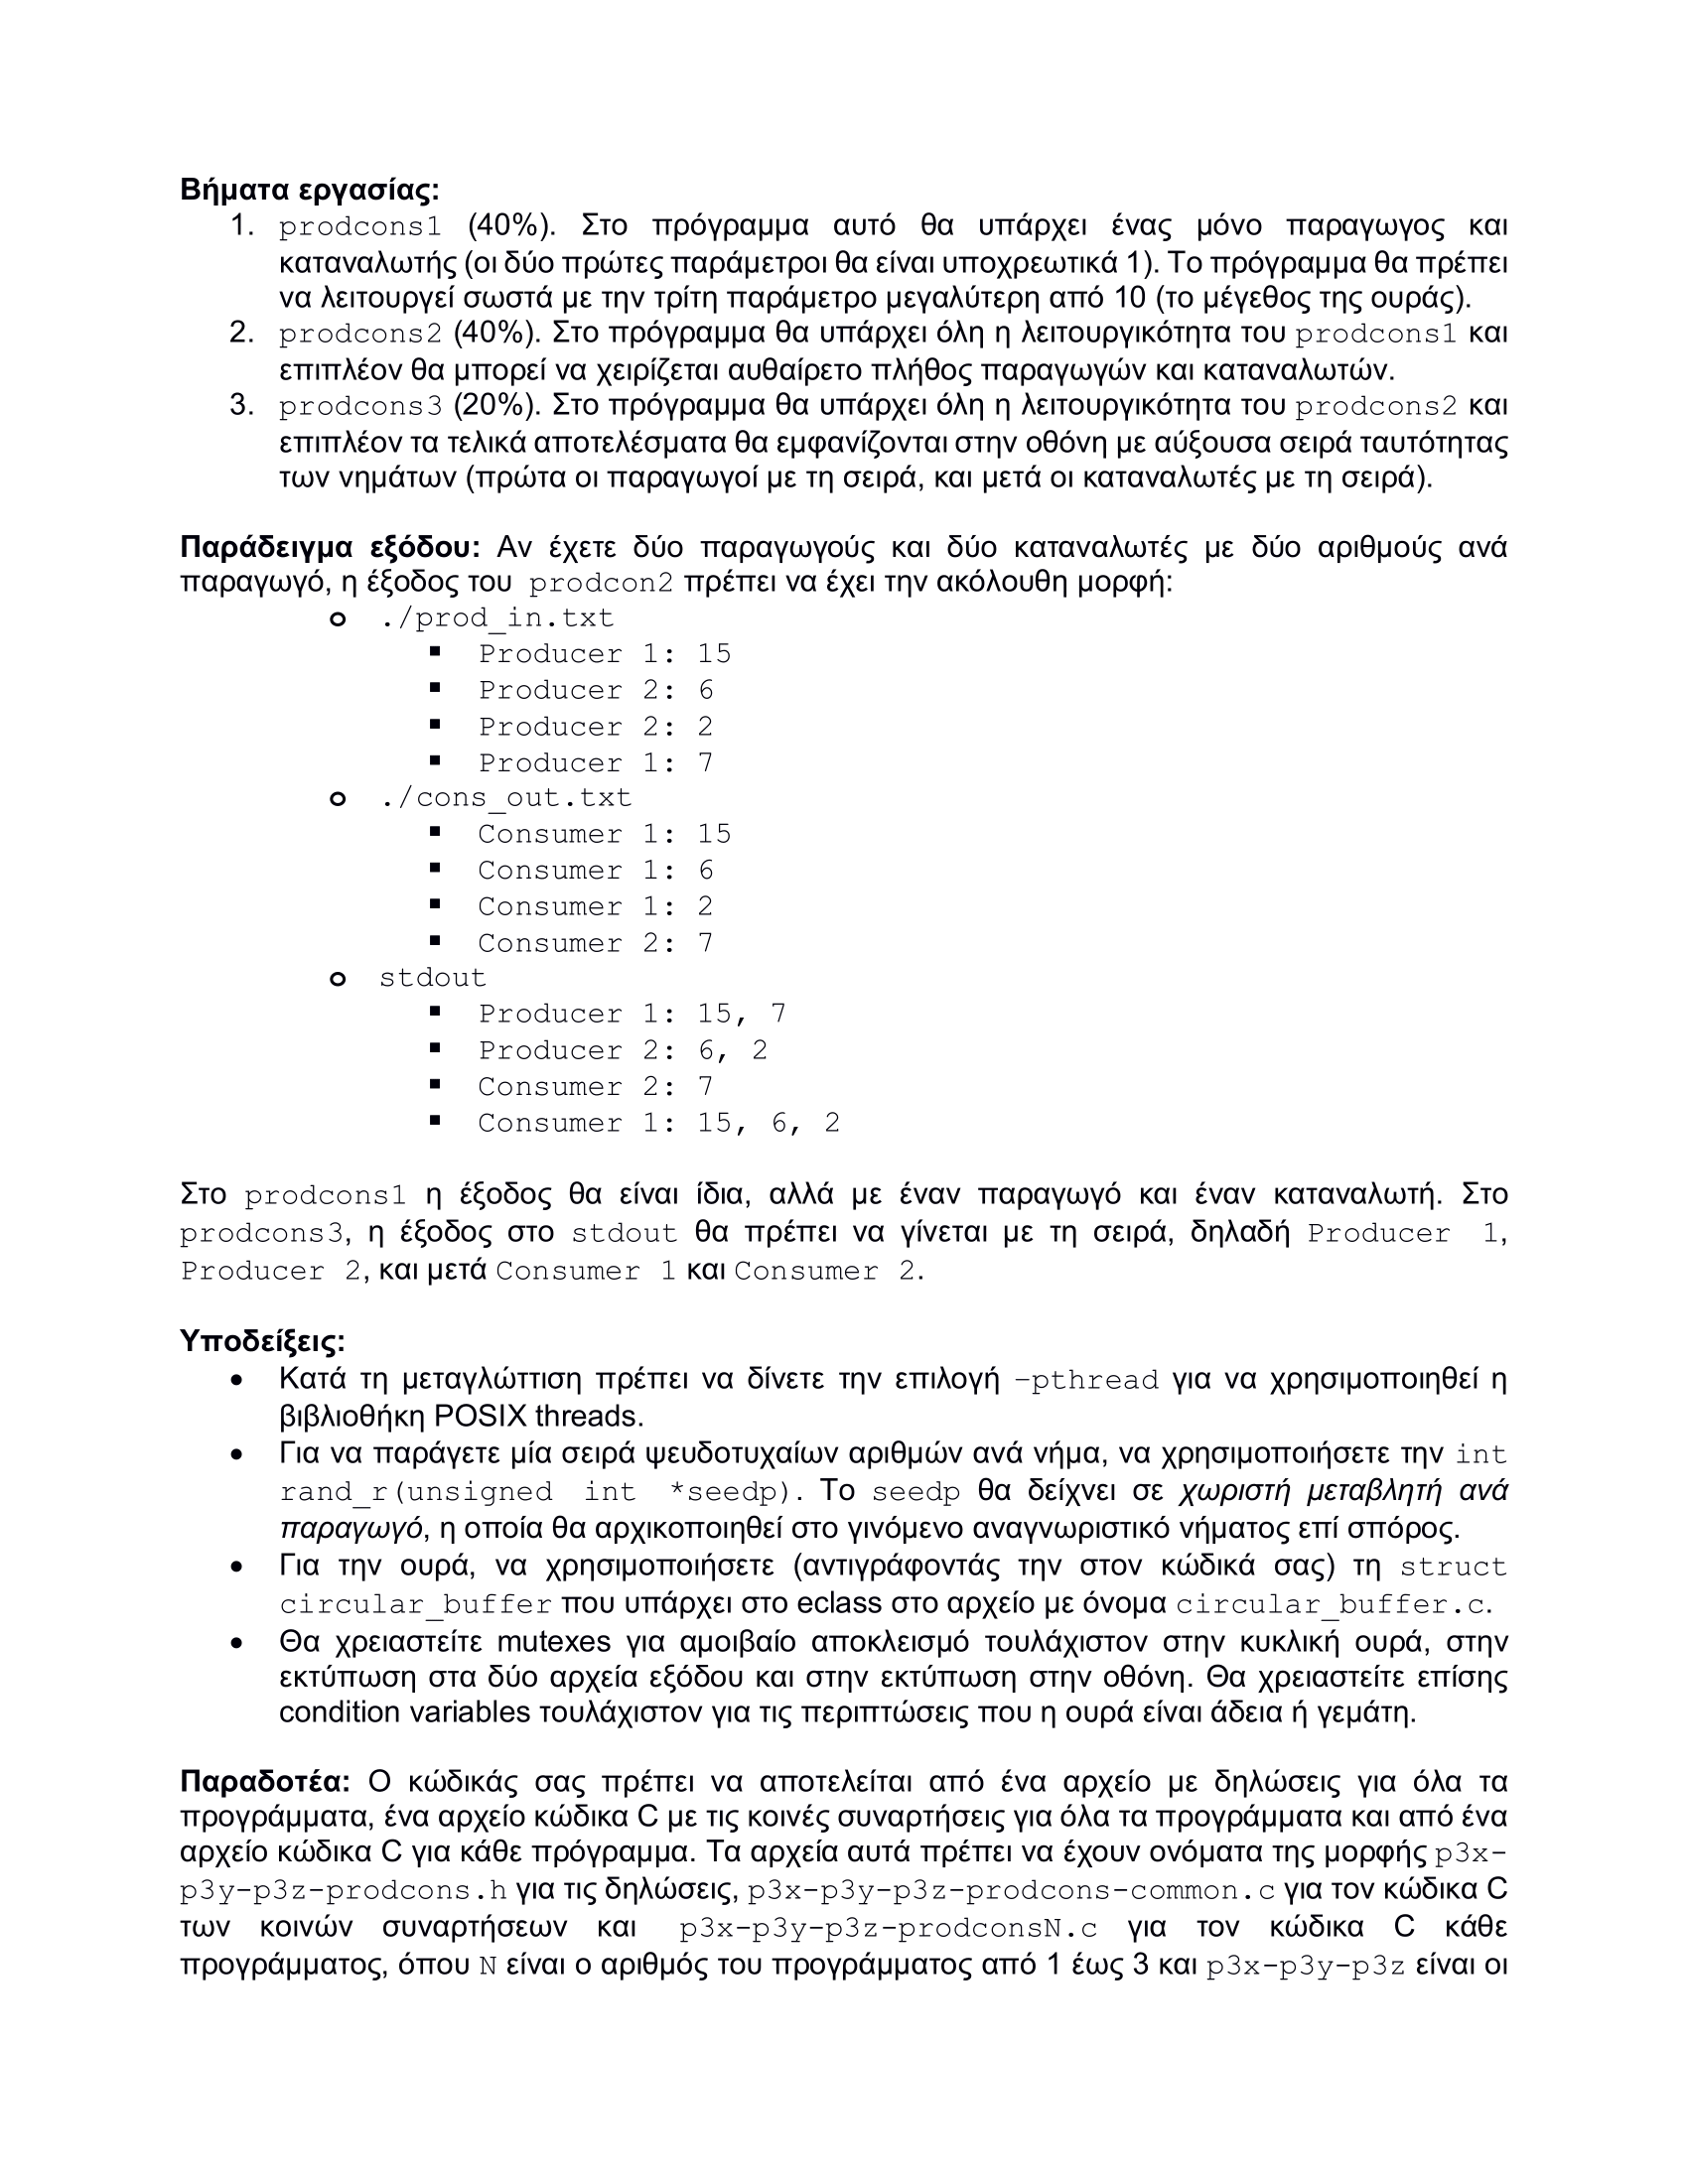 Βήματα εργασίας:
1. prodcons1 (40%). Στο πρόγραμμα αυτό θα υπάρχει ένας μόνο παραγωγος και
καταναλωτής (οι δύο πρώτες παράμετροι θα είναι υποχρεωτικά 1). Το πρόγραμμα θα πρέπει
να λειτουργεί σωστά με την τρίτη παράμετρο μεγαλύτερη από 10 (το μέγεθος της ουράς).
2. prodcons2 (40%). Στο πρόγραμμα θα υπάρχει όλη η λειτουργικότητα του prodcons1 και
επιπλέον θα μπορεί να χειρίζεται αυθαίρετο πλήθος παραγωγών και καταναλωτών.
3. prodcons3 (20%). Στο πρόγραμμα θα υπάρχει όλη η λειτουργικότητα του prodcons2 και
επιπλέον τα τελικά αποτελέσματα θα εμφανίζονται στην οθόνη με αύξουσα σειρά ταυτότητας
των νημάτων (πρώτα οι παραγωγοί με τη σειρά, και μετά οι καταναλωτές με τη σειρά).
Παράδειγμα εξόδου: Αν έχετε δύο παραγωγούς και δύο καταναλωτές με δύο αριθμούς ανά
παραγωγό, η έξοδος του prodcon2 πρέπει να έχει την ακόλουθη μορφή:
o ./prod_in.txt
▪ Producer 1: 15
▪ Producer 2: 6
▪ Producer 2: 2
▪ Producer 1: 7
o ./cons_out.txt
▪ Consumer 1: 15
▪ Consumer 1: 6
▪ Consumer 1: 2
▪ Consumer 2: 7
o stdout
▪ Producer 1: 15, 7
▪ Producer 2: 6, 2
▪ Consumer 2: 7
▪ Consumer 1: 15, 6, 2
Στο prodcons1 η έξοδος θα είναι ίδια, αλλά με έναν παραγωγό και έναν καταναλωτή. Στο
prodcons3, η έξοδος στο stdout θα πρέπει να γίνεται με τη σειρά, δηλαδή Producer 1,
Producer 2, και μετά Consumer 1 και Consumer 2.
Υποδείξεις:
• Κατά τη μεταγλώττιση πρέπει να δίνετε την επιλογή –pthread για να χρησιμοποιηθεί η
βιβλιοθήκη POSIX threads.
• Για να παράγετε μία σειρά ψευδοτυχαίων αριθμών ανά νήμα, να χρησιμοποιήσετε την int
rand_r(unsigned int *seedp). Το seedp θα δείχνει σε χωριστή μεταβλητή ανά
παραγωγό, η οποία θα αρχικοποιηθεί στο γινόμενο αναγνωριστικό νήματος επί σπόρος.
• Για την ουρά, να χρησιμοποιήσετε (αντιγράφοντάς την στον κώδικά σας) τη struct
circular_buffer που υπάρχει στο eclass στο αρχείο με όνομα circular_buffer.c.
• Θα χρειαστείτε mutexes για αμοιβαίο αποκλεισμό τουλάχιστον στην κυκλική ουρά, στην
εκτύπωση στα δύο αρχεία εξόδου και στην εκτύπωση στην οθόνη. Θα χρειαστείτε επίσης
condition variables τουλάχιστον για τις περιπτώσεις που η ουρά είναι άδεια ή γεμάτη.
Παραδοτέα: Ο κώδικάς σας πρέπει να αποτελείται από ένα αρχείο με δηλώσεις για όλα τα
προγράμματα, ένα αρχείο κώδικα C με τις κοινές συναρτήσεις για όλα τα προγράμματα και από ένα
αρχείο κώδικα C για κάθε πρόγραμμα. Τα αρχεία αυτά πρέπει να έχουν ονόματα της μορφής p3x-
p3y-p3z-prodcons.h για τις δηλώσεις, p3x-p3y-p3z-prodcons-common.c για τον κώδικα C
των κοινών συναρτήσεων και p3x-p3y-p3z-prodconsN.c για τον κώδικα C κάθε
προγράμματος, όπου N είναι ο αριθμός του προγράμματος από 1 έως 3 και p3x-p3y-p3z είναι οι